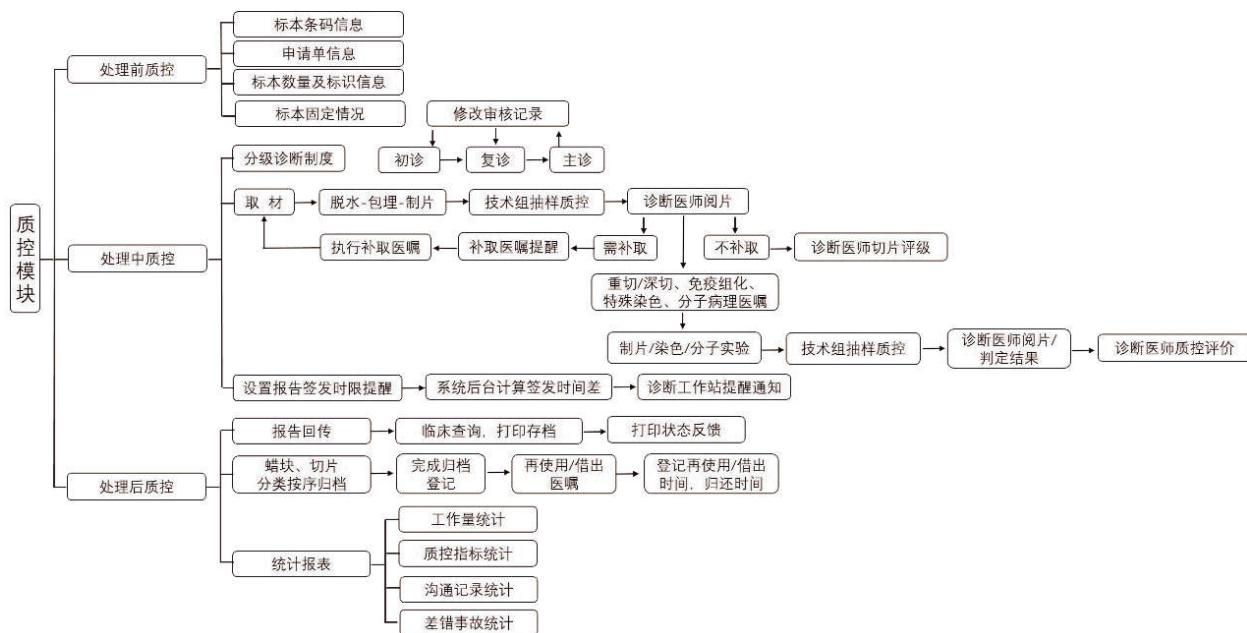 质控模块
处理前质控
标本条码信息
申请单信息
标本数量及标识信息
标本固定情况
处理中质控
分级诊断制度
修改审核记录
初诊
复诊
主诊
取 材
脱水-包埋-制片
技术组抽样质控
诊断医师阅片
执行补取医嘱
补取医嘱提醒
需补取
不补取
诊断医师切片评级
重切/深切、免疫组化、
特殊染色、分子病理医嘱
制片/染色/分子实验
技术组抽样质控
诊断医师阅片/
判定结果
诊断医师质控评价
设置报告签发时限提醒
系统后台计算签发时间差
诊断工作站提醒通知
处理后质控
报告回传
临床查询，打印存档
打印状态反馈
蜡块、切片
分类按序归档
完成归档
登记
再使用/借出
医嘱
登记再使用/借出
时间，归还时间
统计报表
工作量统计
质控指标统计
沟通记录统计
差错事故统计